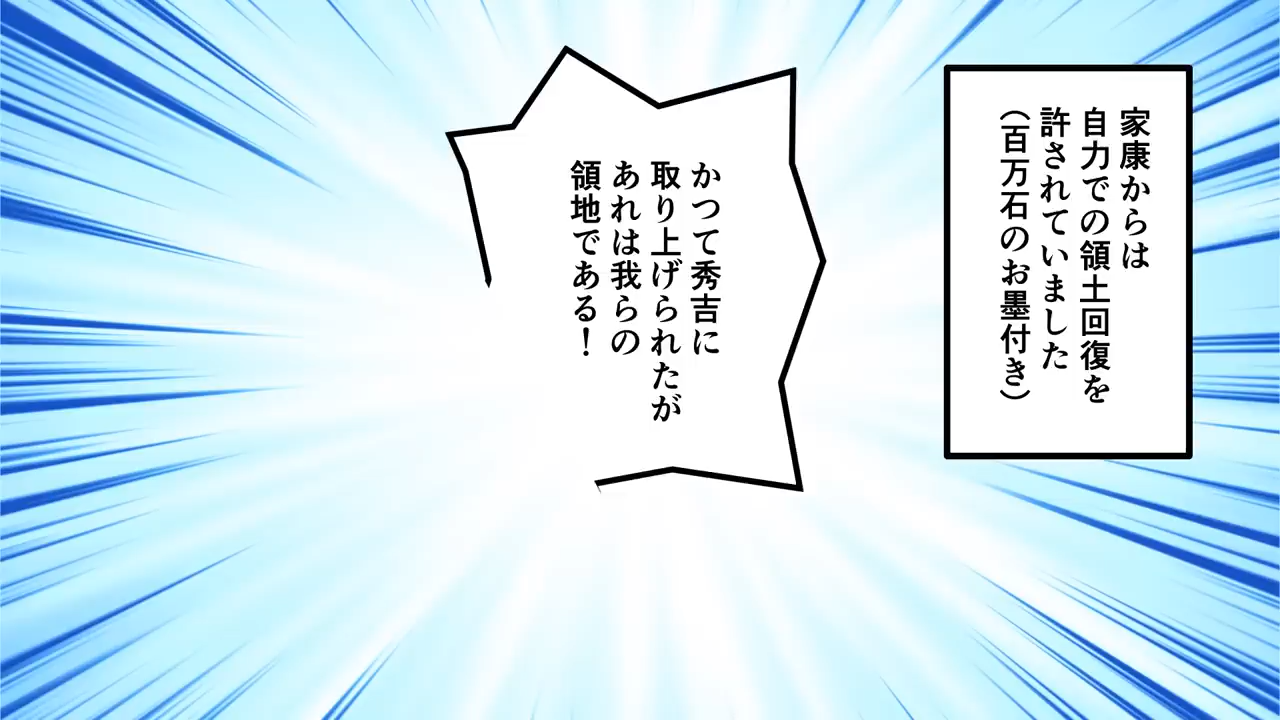 家康からは
自力での領土回復を
許されていました
（百万石のお墨付き）
かつて秀吉に
取り上げられたが
あれは我らの
領地である！